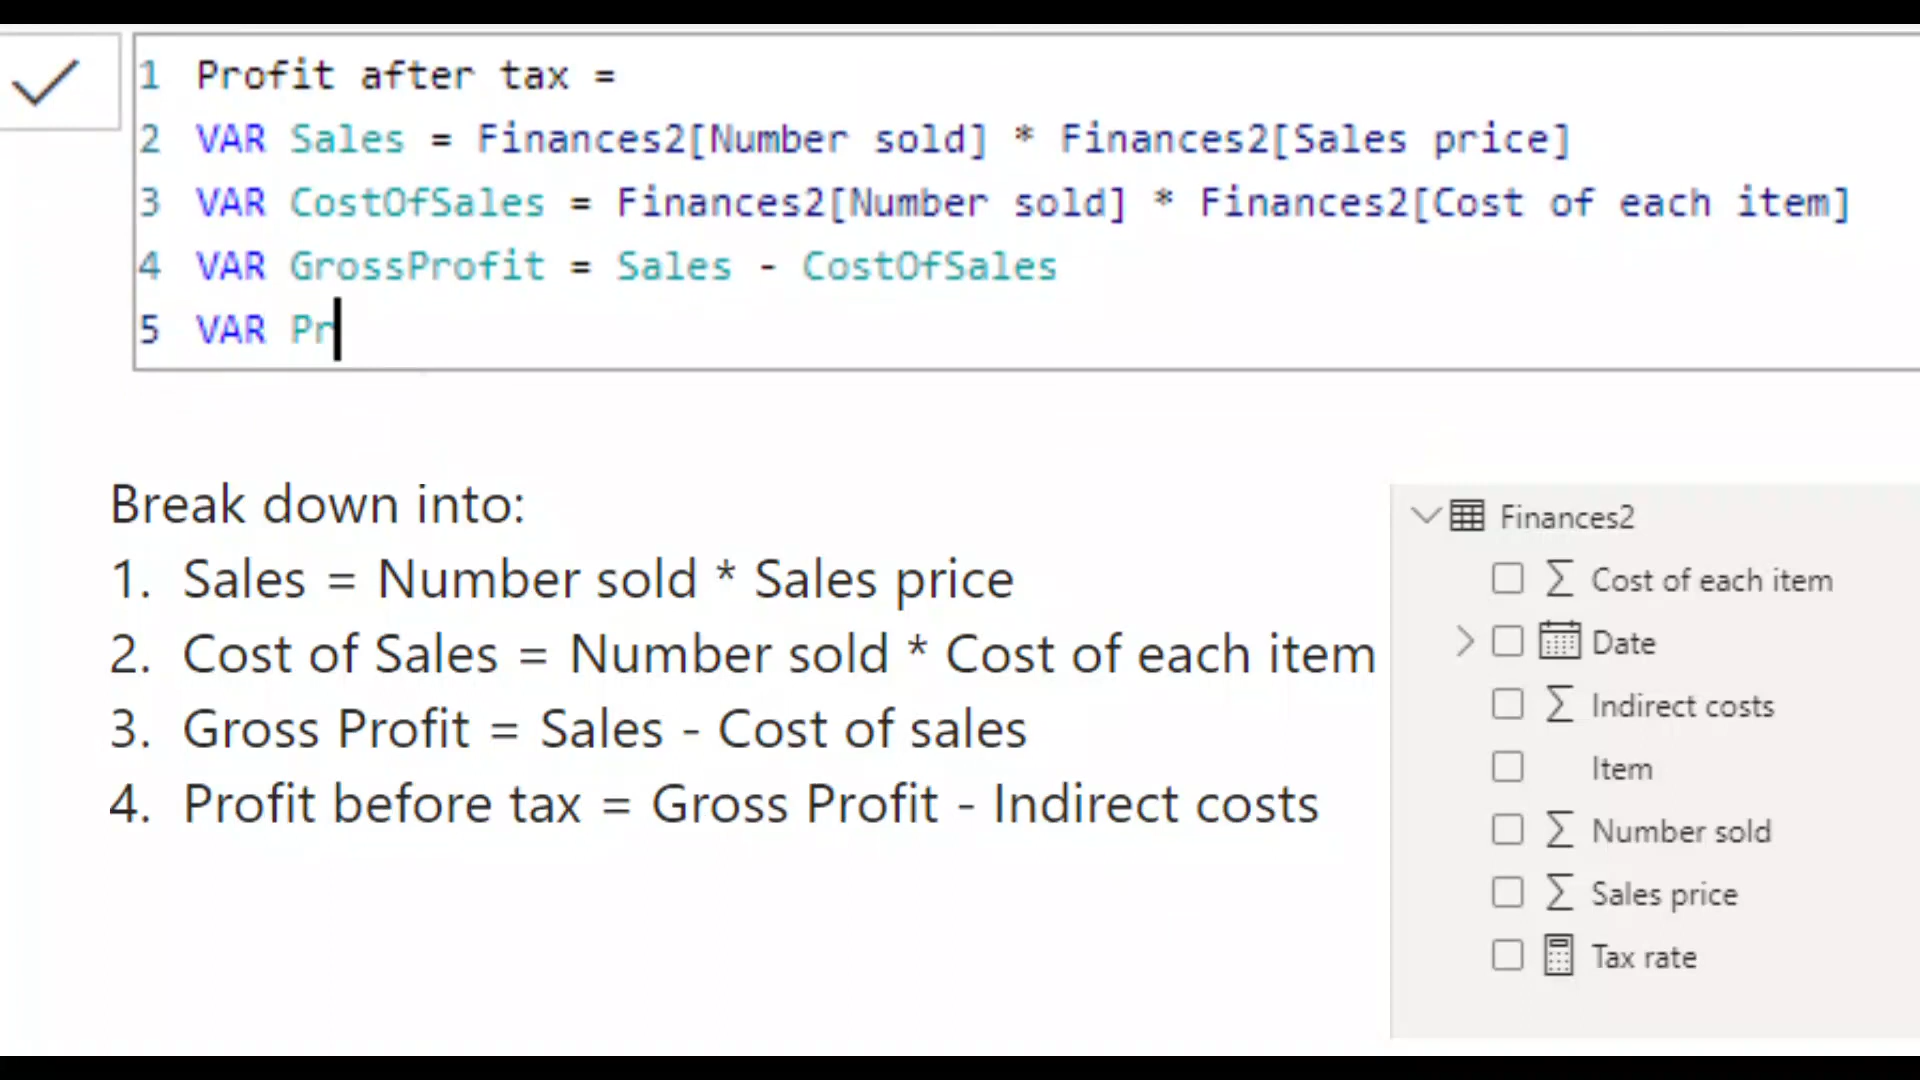 1 Profit after tax =
2 VAR Sales = Finances2[Number sold] * Finances2[Sales price]
3 VAR CostOfSales = Finances2[Number sold] * Finances2[Cost of each item]
4 VAR GrossProfit = Sales - CostOfSales
5 VAR Pr
Break down into:
1. Sales = Number sold * Sales price
2. Cost of Sales = Number sold * Cost of each item
3. Gross Profit = Sales - Cost of sales
4. Profit before tax = Gross Profit - Indirect costs
Finances2
Σ Cost of each item
Date
Σ Indirect costs
Item
Σ Number sold
Σ Sales price
Tax rate